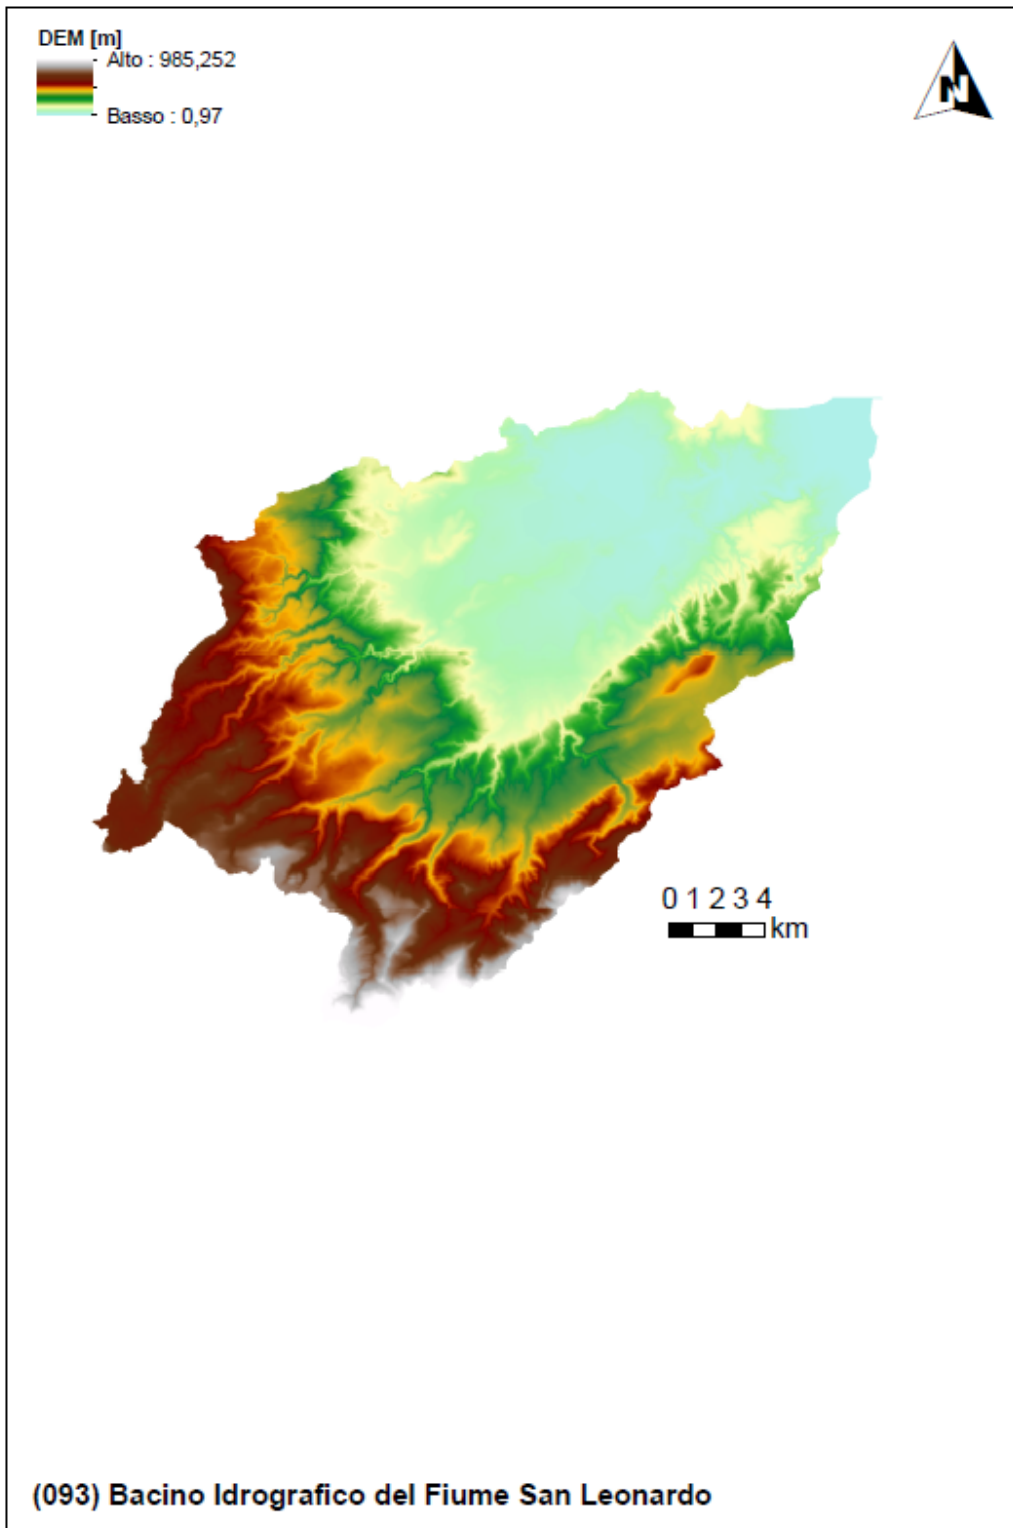 DEM [m]
Alto : 985,252
Basso : 0,97
N
0 1 2 3 4
km
(093) Bacino Idrografico del Fiume San Leonardo